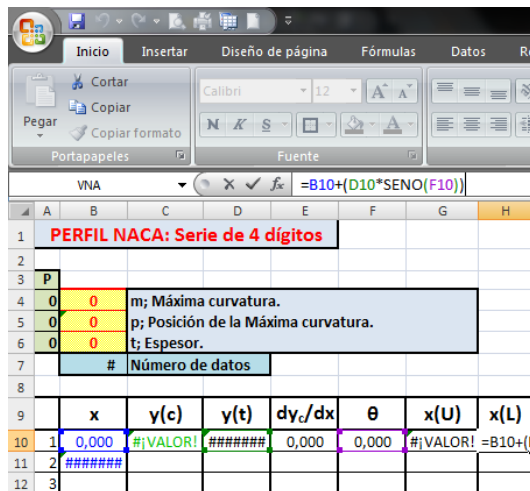 Inicio Insertar Diseño de página Fórmulas Datos
Cortar
Copiar
Copiar formato
Pegar
Calibri 12 A A
N K S A
Portapapeles Fuente
VNA fx =B10+(D10*SENO(F10))
A B C D E F G H
1 PERFIL NACA: Serie de 4 dígitos
2
3 P
4 0 0 m; Máxima curvatura.
5 0 0 p; Posición de la Máxima curvatura.
6 0 0 t; Espesor.
7 # Número de datos
8
9 x y(c) y(t) dyc/dx θ x(U) x(L)
10 1 0,000 #¡VALOR! ####### 0,000 0,000 #¡VALOR! =B10+(
11 2 #######
12 3